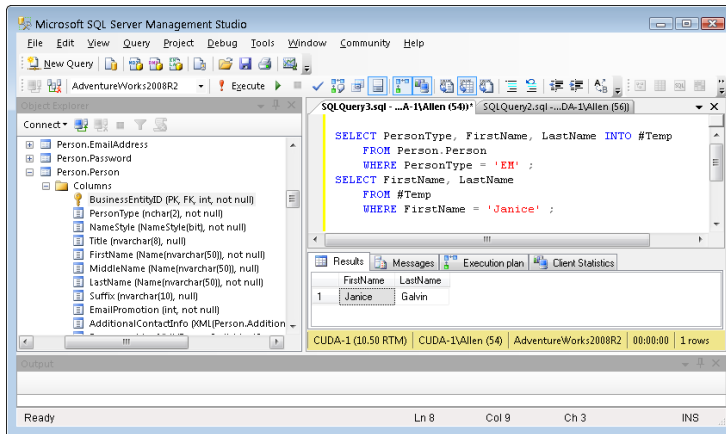 Microsoft SQL Server Management Studio
File Edit View Query Project Debug Tools Window Community Help
New Query
AdventureWorks2008R2 Execute
Object Explorer
Connect
Person.EmailAddress
Person.Password
Person.Person
Columns
BusinessEntityID (PK, FK, int, not null)
PersonType (nchar(2), not null)
NameStyle (NameStyle(bit), not null)
Title (nvarchar(8), null)
FirstName (Name(nvarchar(50)), not null)
MiddleName (Name(nvarchar(50)), null)
LastName (Name(nvarchar(50)), not null)
Suffix (nvarchar(10), null)
EmailPromotion (int, not null)
AdditionalContactInfo (XML(Person.Addition
SQLQuery3.sql - ...A-1\Allen (54))* SQLQuery2.sql -...DA-1\Allen (56))
SELECT PersonType, FirstName, LastName INTO #Temp
FROM Person.Person
WHERE PersonType = 'EM' ;
SELECT FirstName, LastName
FROM #Temp
WHERE FirstName = 'Janice' ;
Results Messages Execution plan Client Statistics
FirstName LastName
1 Janice Galvin
CUDA-1 (10.50 RTM) CUDA-1\Allen (54) AdventureWorks2008R2 00:00:00 1 rows
Output
Ready Ln 8 Col 9 Ch 3 INS